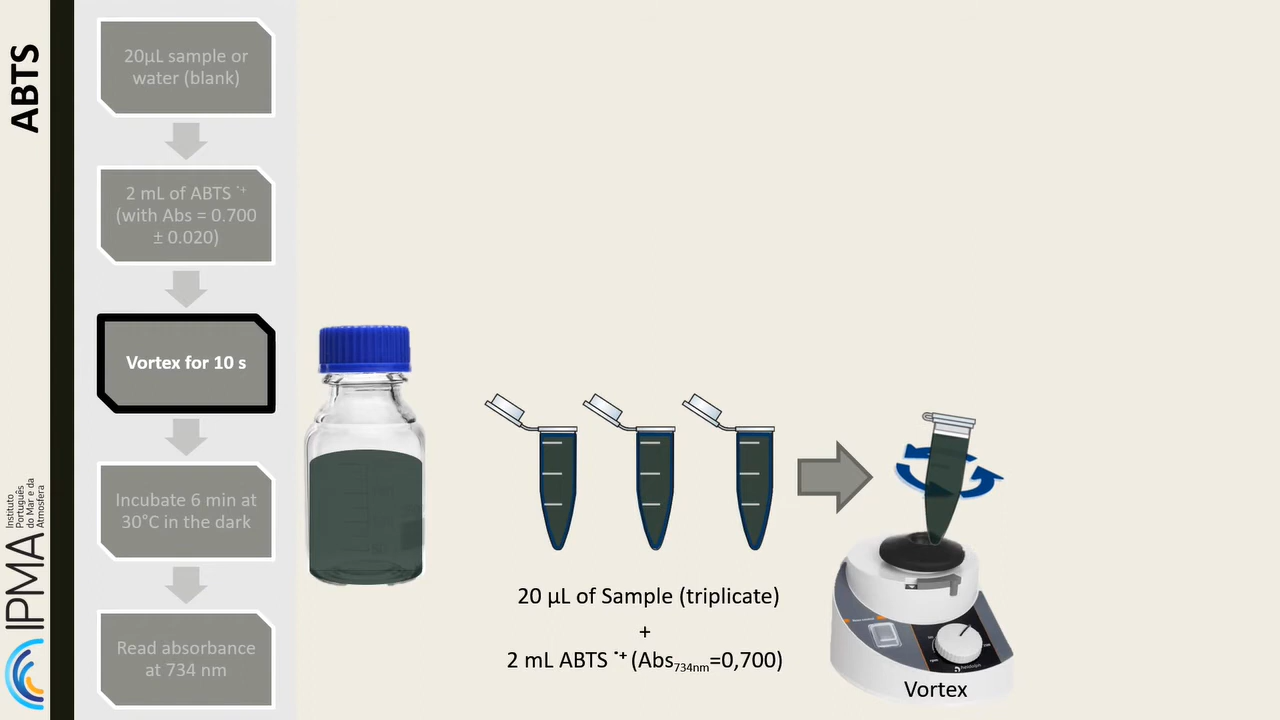 ABTS
20µL sample or
water (blank)
2 mL of ABTS ˙⁺
(with Abs = 0.700
± 0.020)
Vortex for 10 s
Incubate 6 min at
30°C in the dark
Read absorbance
at 734 nm
IPMA
Instituto
Português
do Mar e da
Atmosfera
20 µL of Sample (triplicate)
+
2 mL ABTS ˙⁺ (Abs734nm=0,700)
heidolph
Vortex